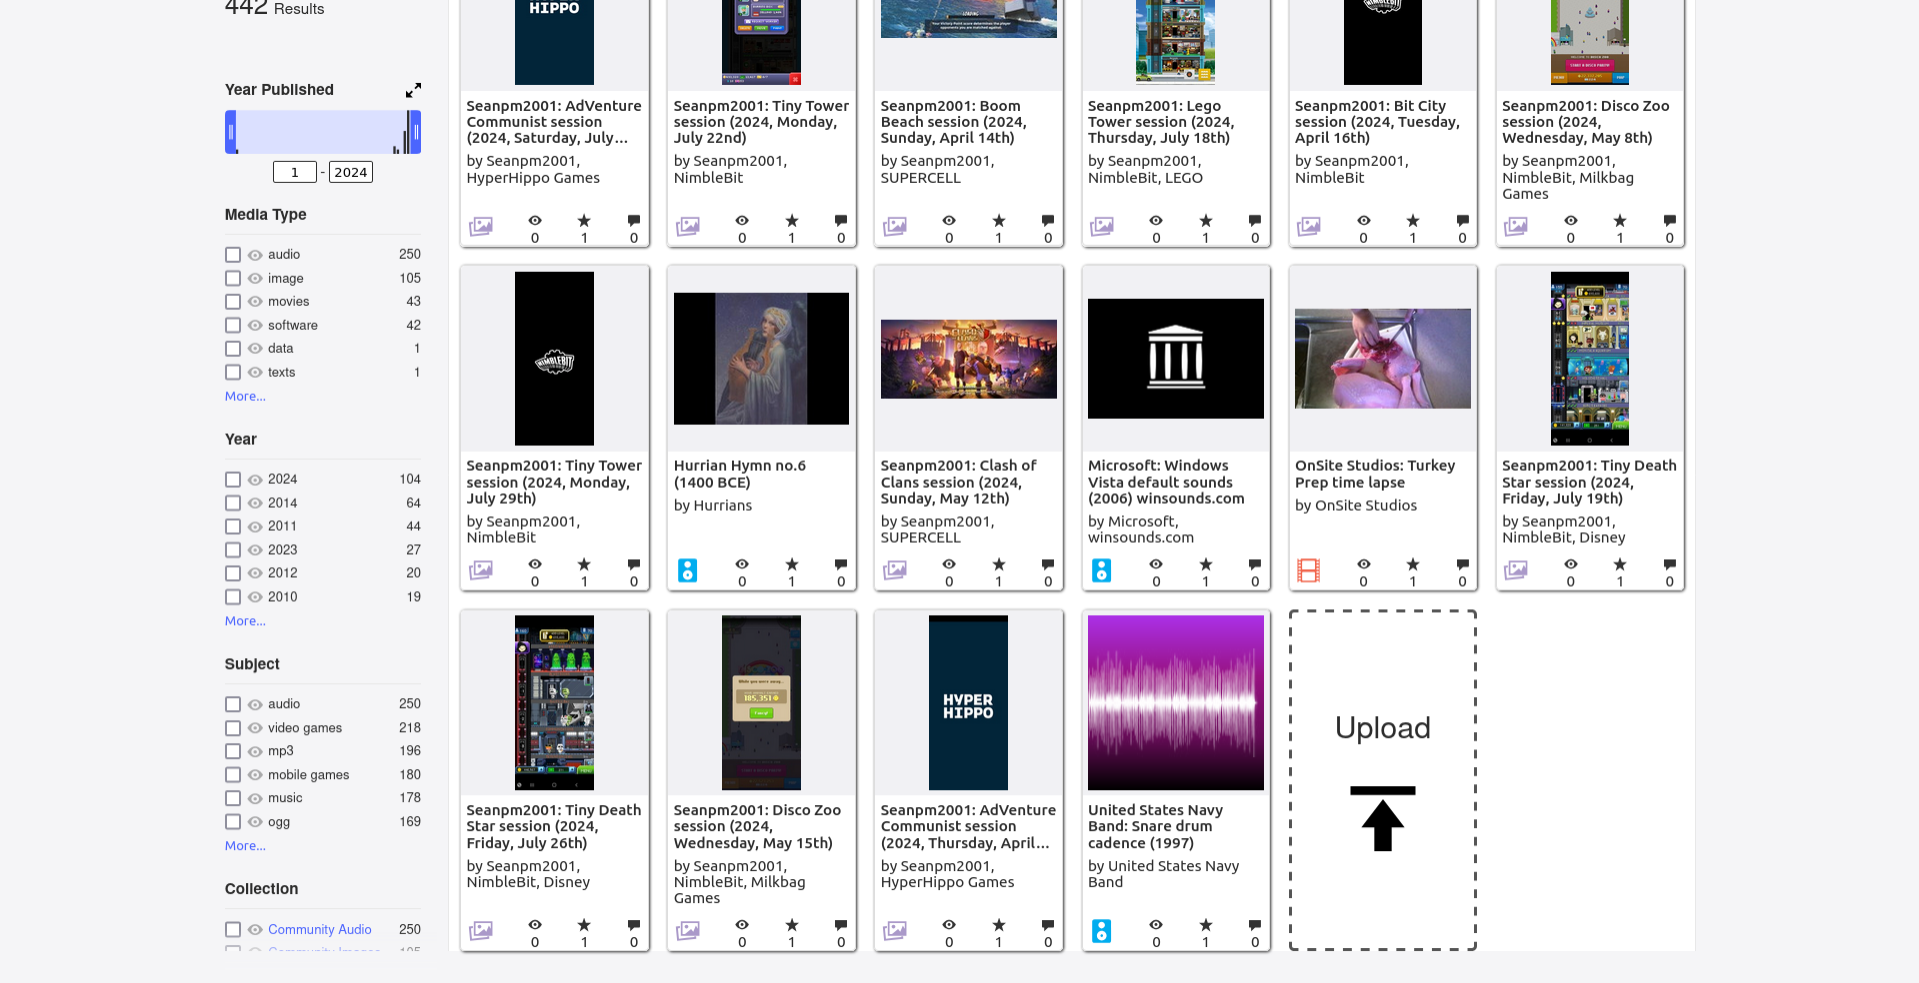 442 Results
Year Published
1 - 2024
Media Type
audio 250
image 105
movies 43
software 42
data 1
texts 1
More...
Year
2024 104
2014 64
2011 44
2023 27
2012 20
2010 19
More...
Subject
audio 250
video games 218
mp3 196
mobile games 180
music 178
ogg 169
More...
Collection
Community Audio 250
HIPPO
Seanpm2001: AdVenture
Communist session
(2024, Saturday, July...
by Seanpm2001,
HyperHippo Games
0 1 0
Seanpm2001: Tiny Tower
session (2024, Monday,
July 22nd)
by Seanpm2001,
NimbleBit
0 1 0
Seanpm2001: Boom
Beach session (2024,
Sunday, April 14th)
by Seanpm2001,
SUPERCELL
0 1 0
Seanpm2001: Lego
Tower session (2024,
Thursday, July 18th)
by Seanpm2001,
NimbleBit, LEGO
0 1 0
Seanpm2001: Bit City
session (2024, Tuesday,
April 16th)
by Seanpm2001,
NimbleBit
0 1 0
Seanpm2001: Disco Zoo
session (2024,
Wednesday, May 8th)
by Seanpm2001,
NimbleBit, Milkbag
Games
0 1 0
NIMBLEBIT
Seanpm2001: Tiny Tower
session (2024, Monday,
July 29th)
by Seanpm2001,
NimbleBit
0 1 0
Hurrian Hymn no.6
(1400 BCE)
by Hurrians
0 1 0
Seanpm2001: Clash of
Clans session (2024,
Sunday, May 12th)
by Seanpm2001,
SUPERCELL
0 1 0
Microsoft: Windows
Vista default sounds
(2006) winsounds.com
by Microsoft,
winsounds.com
0 1 0
OnSite Studios: Turkey
Prep time lapse
by OnSite Studios
0 1 0
Seanpm2001: Tiny Death
Star session (2024,
Friday, July 19th)
by Seanpm2001,
NimbleBit, Disney
0 1 0
Seanpm2001: Tiny Death
Star session (2024,
Friday, July 26th)
by Seanpm2001,
NimbleBit, Disney
0 1 0
While you were away...
185,351
Seanpm2001: Disco Zoo
session (2024,
Wednesday, May 15th)
by Seanpm2001,
NimbleBit, Milkbag
Games
0 1 0
HYPER
HIPPO
Seanpm2001: AdVenture
Communist session
(2024, Thursday, April...
by Seanpm2001,
HyperHippo Games
0 1 0
United States Navy
Band: Snare drum
cadence (1997)
by United States Navy
Band
0 1 0
Upload